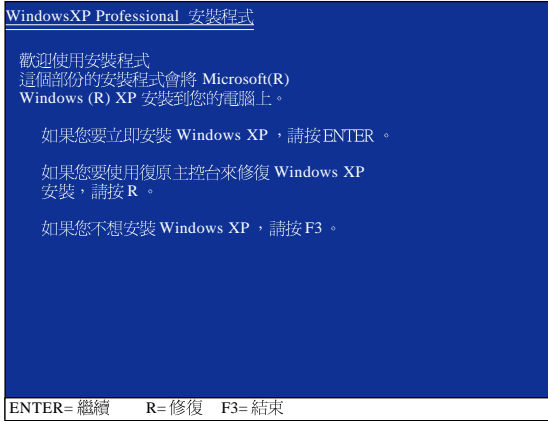 WindowsXP Professional 安裝程式
歡迎使用安裝程式
這個部份的安裝程式會將 Microsoft(R)
Windows (R) XP 安裝到您的電腦上。
如果您要立即安裝 Windows XP，請按ENTER。
如果您要使用復原主控台來修復 Windows XP
安裝，請按 R。
如果您不想安裝 Windows XP，請按 F3。
ENTER= 繼續 R= 修復 F3= 結束